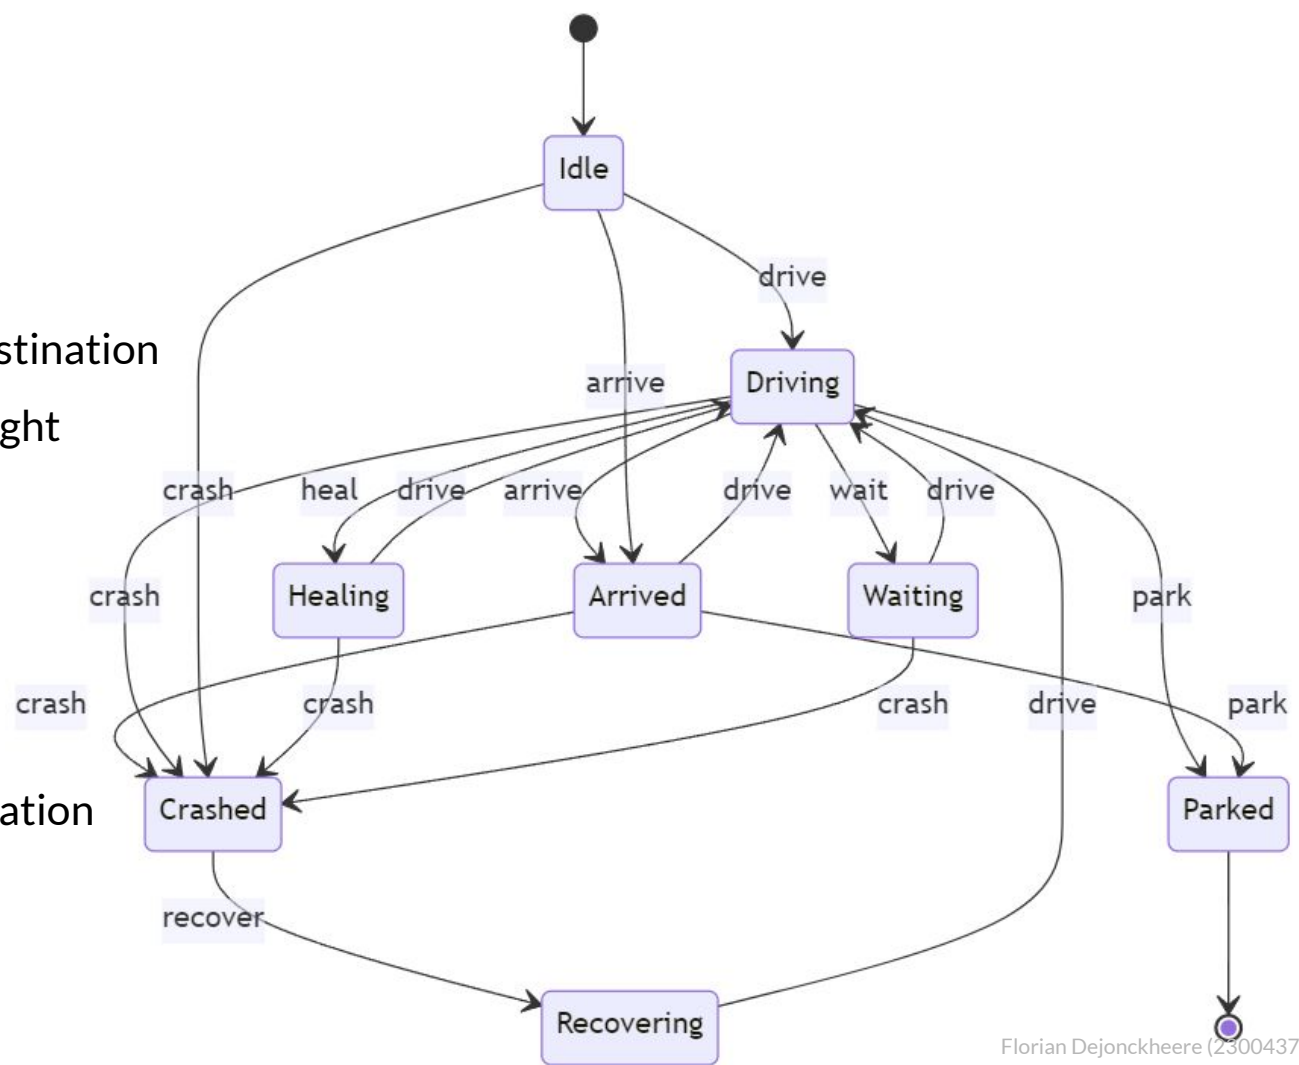 Idle
drive
stination
arrive
Driving
ght
crash
heal
drive
arrive
drive
wait
drive
crash
Healing
Arrived
Waiting
park
crash
crash
crash
drive
park
ation
Crashed
Parked
recover
Recovering
Florian Dejonckheere (2300437